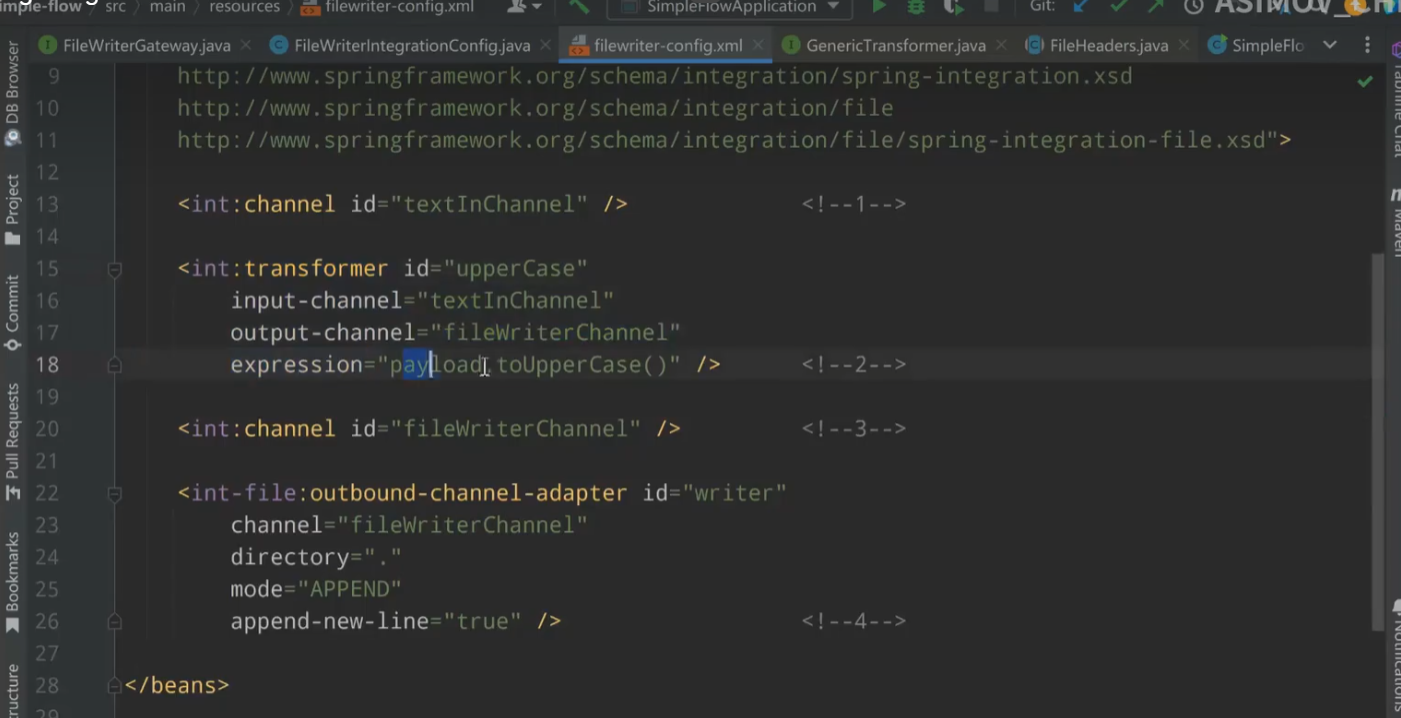 mple-flow › src › main › resources › filewriter-config.xml
SimpleFlowApplication
Git:
FileWriterGateway.java
FileWriterIntegrationConfig.java
filewriter-config.xml
GenericTransformer.java
FileHeaders.java
SimpleFlo
DB Browser
Project
Commit
Pull Requests
Bookmarks
ructure
Maven
Notifications
9 http://www.springframework.org/schema/integration/spring-integration.xsd
10 http://www.springframework.org/schema/integration/file
11 http://www.springframework.org/schema/integration/file/spring-integration-file.xsd">
12
13 <int:channel id="textInChannel" /> <!--1-->
14
15 <int:transformer id="upperCase"
16 input-channel="textInChannel"
17 output-channel="fileWriterChannel"
18 expression="payload.toUpperCase()" /> <!--2-->
19
20 <int:channel id="fileWriterChannel" /> <!--3-->
21
22 <int-file:outbound-channel-adapter id="writer"
23 channel="fileWriterChannel"
24 directory="."
25 mode="APPEND"
26 append-new-line="true" /> <!--4-->
27
28 </beans>
29